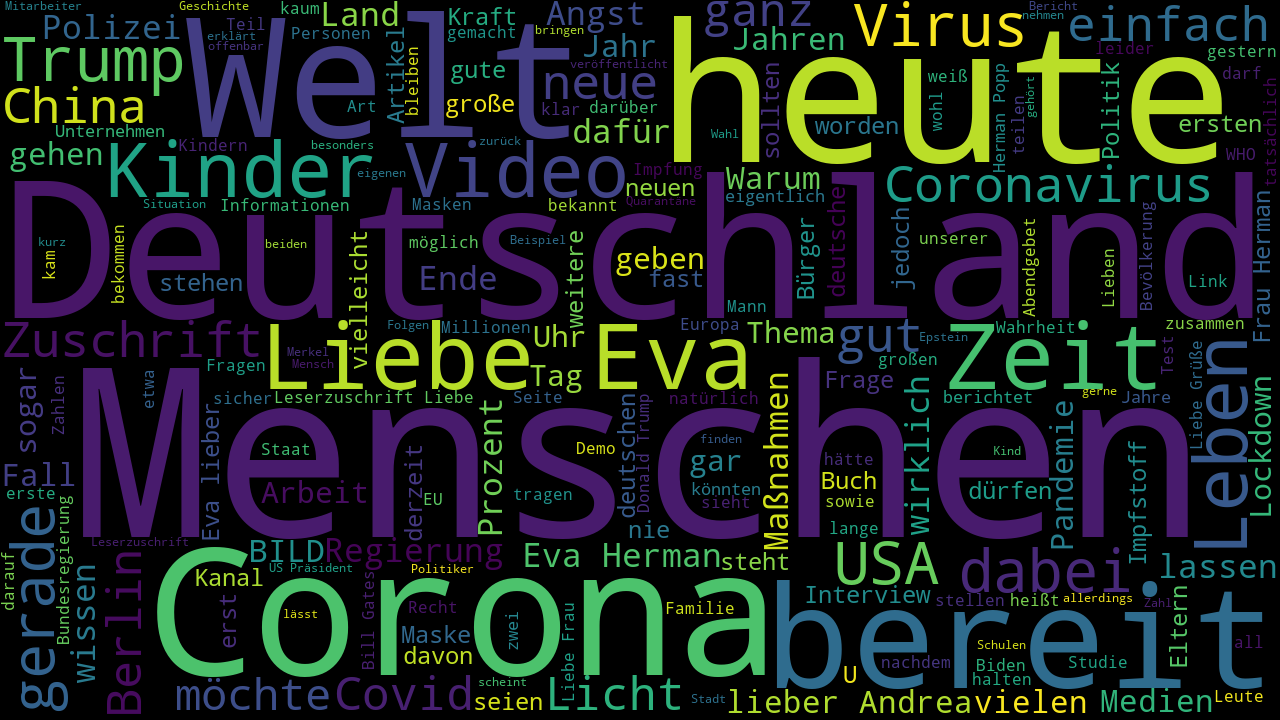 Mitarbeiter
Geschichte
kaum
Land
Kraft
Angst
ganz
Virus
Bericht
nehmen
einfach
Polizei
Teil
erklärt
offenbar
Personen
gemacht
bringen
Jahren
leider
gestern
Trump
Welt
Artikel
bleiben
Jahr
veröffentlicht
heute
gute
neue
weiß
gehört
Politik
darf
China
Art
große
klar
darüber
dafür
sollten
worden
wohl
Herman Popp
teilen
ersten
tatsächlich
Unternehmen
Kindern
besonders
zurück
Wahl
WHO
gehen
Kinder
Video
Impfung
Warum
Coronavirus
eigenen
neuen
eigentlich
Situation
Informationen
Masken
bekannt
Quarantäne
Deutschland
kurz
kam
bekommen
beiden
möglich
Beispiel
weitere
Bürger
deutsche
jedoch
unserer
Abendgebet
Lieben
Bevölkerung
Frau Herman
stehen
vielleicht
Ende
geben
fast
Mann
Link
Zuschrift
Folgen
Millionen
Uhr
Europa
Thema
gut
Epstein
Wahrheit
zusammen
Fragen
Merkel
Mensch
Liebe
Eva
großen
Zeit
Test
Liebe Grüße
Leben
sogar
Zahlen
etwa
Tag
Frage
sicher
Leserzuschrift Liebe
Seite
natürlich
berichtet
gerne
Jahre
Lockdown
Menschen
Eva lieber
Staat
Prozent
Demo
deutschen
Donald Trump
finden
Maßnahmen
gar
hätte
wirklich
Kind
Pandemie
Impfstoff
Fall
erste
Arbeit
derzeit
EU
tragen
könnten
sieht
Buch
sowie
dürfen
nie
lange
gerade
Bundesregierung
darauf
Leserzuschrift
BILD
Regierung
Eva Herman
steht
USA
dabei
lassen
Wissen
Berlin
Kanal
US Präsident
Politiker
Interview
stellen
heißt
allerdings
Zahl
Eltern
Corona
bereit
erst
lässt
Bill Gates
Recht
Maske
davon
zwei
Liebe Frau
Familie
Schulen
all
nachdem
Biden
halten
Studie
U
möchte
Covid
scheint
seien
Licht
Stadt
lieber Andrea
vielen
Medien
Leute